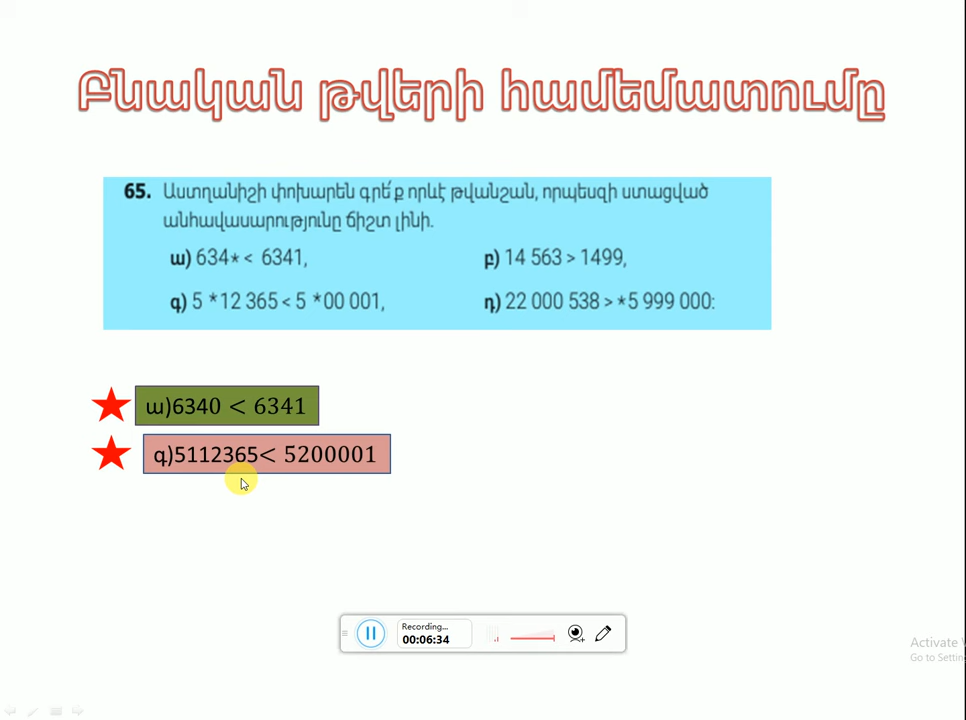 Բնական թվերի համեմատումը
65. Աստղանիշի փոխարեն գրե՛ք որևէ թվանշան, որպեսզի ստացված
անհավասարությունը ճիշտ լինի.
ա) 634* < 6341,
բ) 14 563 > 1499,
գ) 5 *12 365 < 5 *00 001,
դ) 22 000 538 > *5 999 000:
ա)6340 < 6341
գ)5112365< 5200001
Recording...
00:06:34
Activate W
Go to Setting